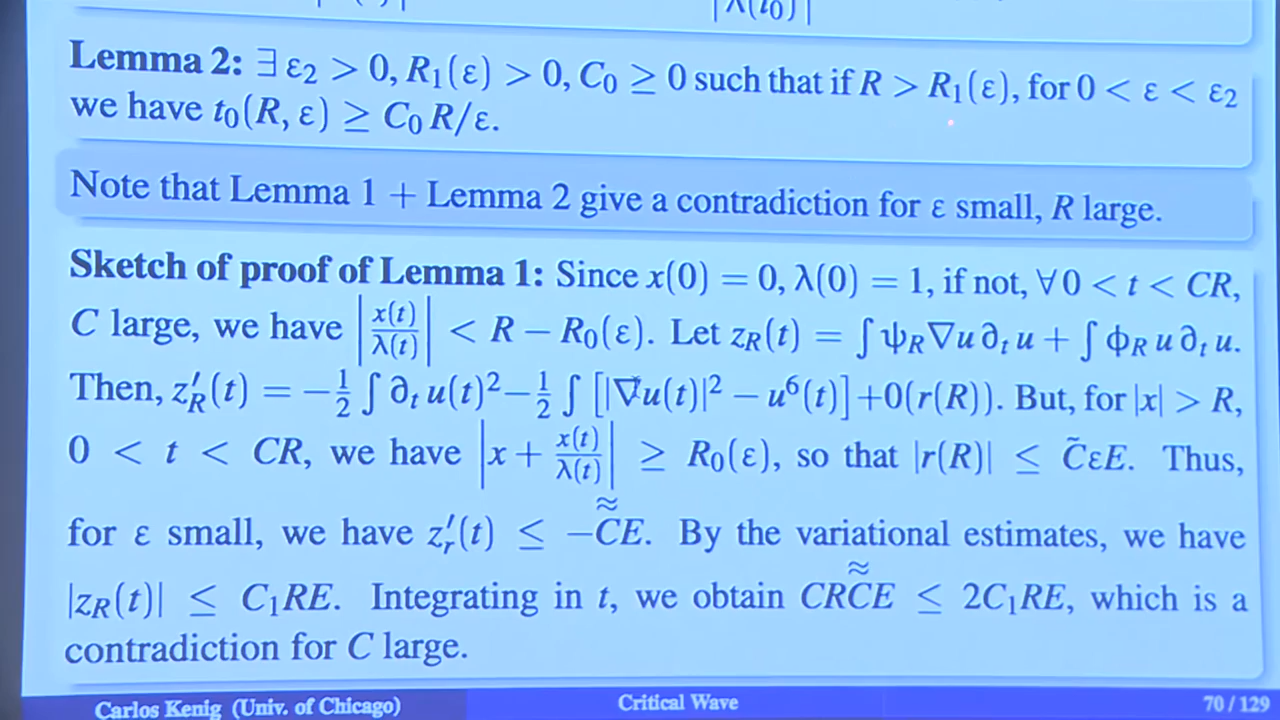 |λ(t₀)|
Lemma 2: ∃ ε₂ > 0, R₁(ε) > 0, C₀ ≥ 0 such that if R > R₁(ε), for 0 < ε < ε₂
we have t₀(R, ε) ≥ C₀ R/ε.
Note that Lemma 1 + Lemma 2 give a contradiction for ε small, R large.
Sketch of proof of Lemma 1: Since x(0) = 0, λ(0) = 1, if not, ∀ 0 < t < CR,
C large, we have |x(t)/λ(t)| < R − R₀(ε). Let z_R(t) = ∫ ψ_R ∇u ∂ₜ u + ∫ ϕ_R u ∂ₜ u.
Then, z′_R(t) = −½ ∫ ∂ₜ u(t)² − ½ ∫ [|∇u(t)|² − u⁶(t)] + 0(r(R)). But, for |x| > R,
0 < t < CR, we have |x + x(t)/λ(t)| ≥ R₀(ε), so that |r(R)| ≤ C̃εE. Thus,
for ε small, we have z′_r(t) ≤ −C̃̃E. By the variational estimates, we have
|z_R(t)| ≤ C₁RE. Integrating in t, we obtain CRC̃̃E ≤ 2C₁RE, which is a
contradiction for C large.
Carlos Kenig (Univ. of Chicago) Critical Wave 70 / 129